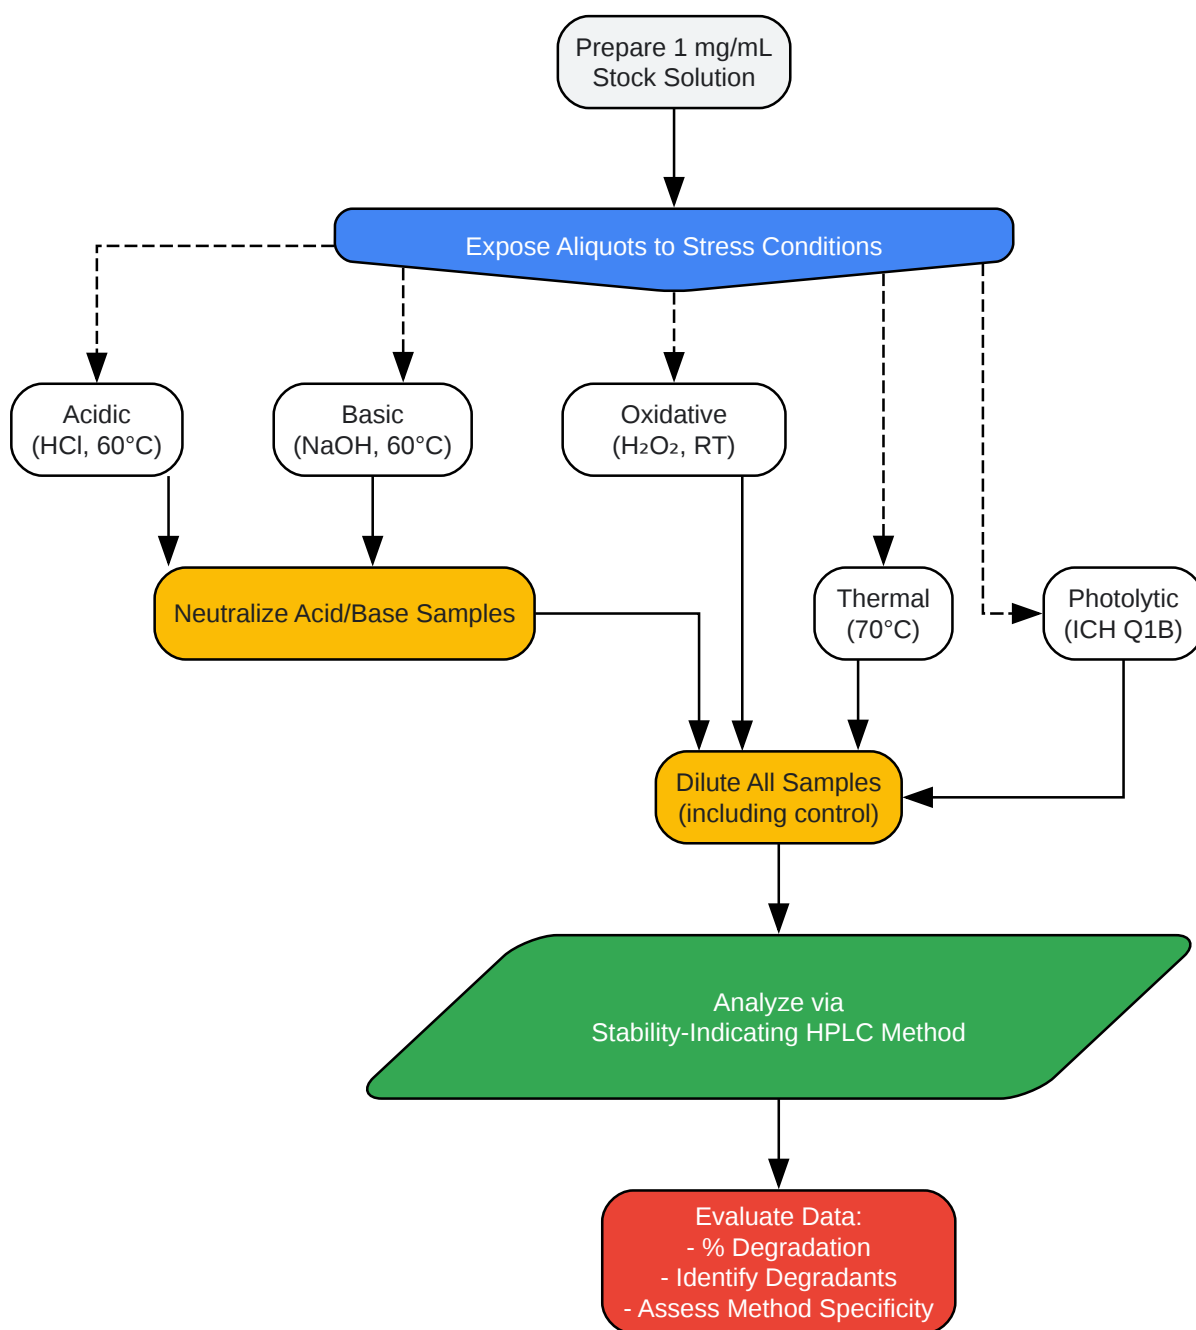 Prepare 1 mg/mL
Stock Solution
Expose Aliquots to Stress Conditions
Acidic
(HCl, 60°C)
Basic
(NaOH, 60°C)
Oxidative
(H₂O₂, RT)
Neutralize Acid/Base Samples
Thermal
(70°C)
Photolytic
(ICH Q1B)
Dilute All Samples
(including control)
Analyze via
Stability-Indicating HPLC Method
Evaluate Data:
- % Degradation
- Identify Degradants
- Assess Method Specificity